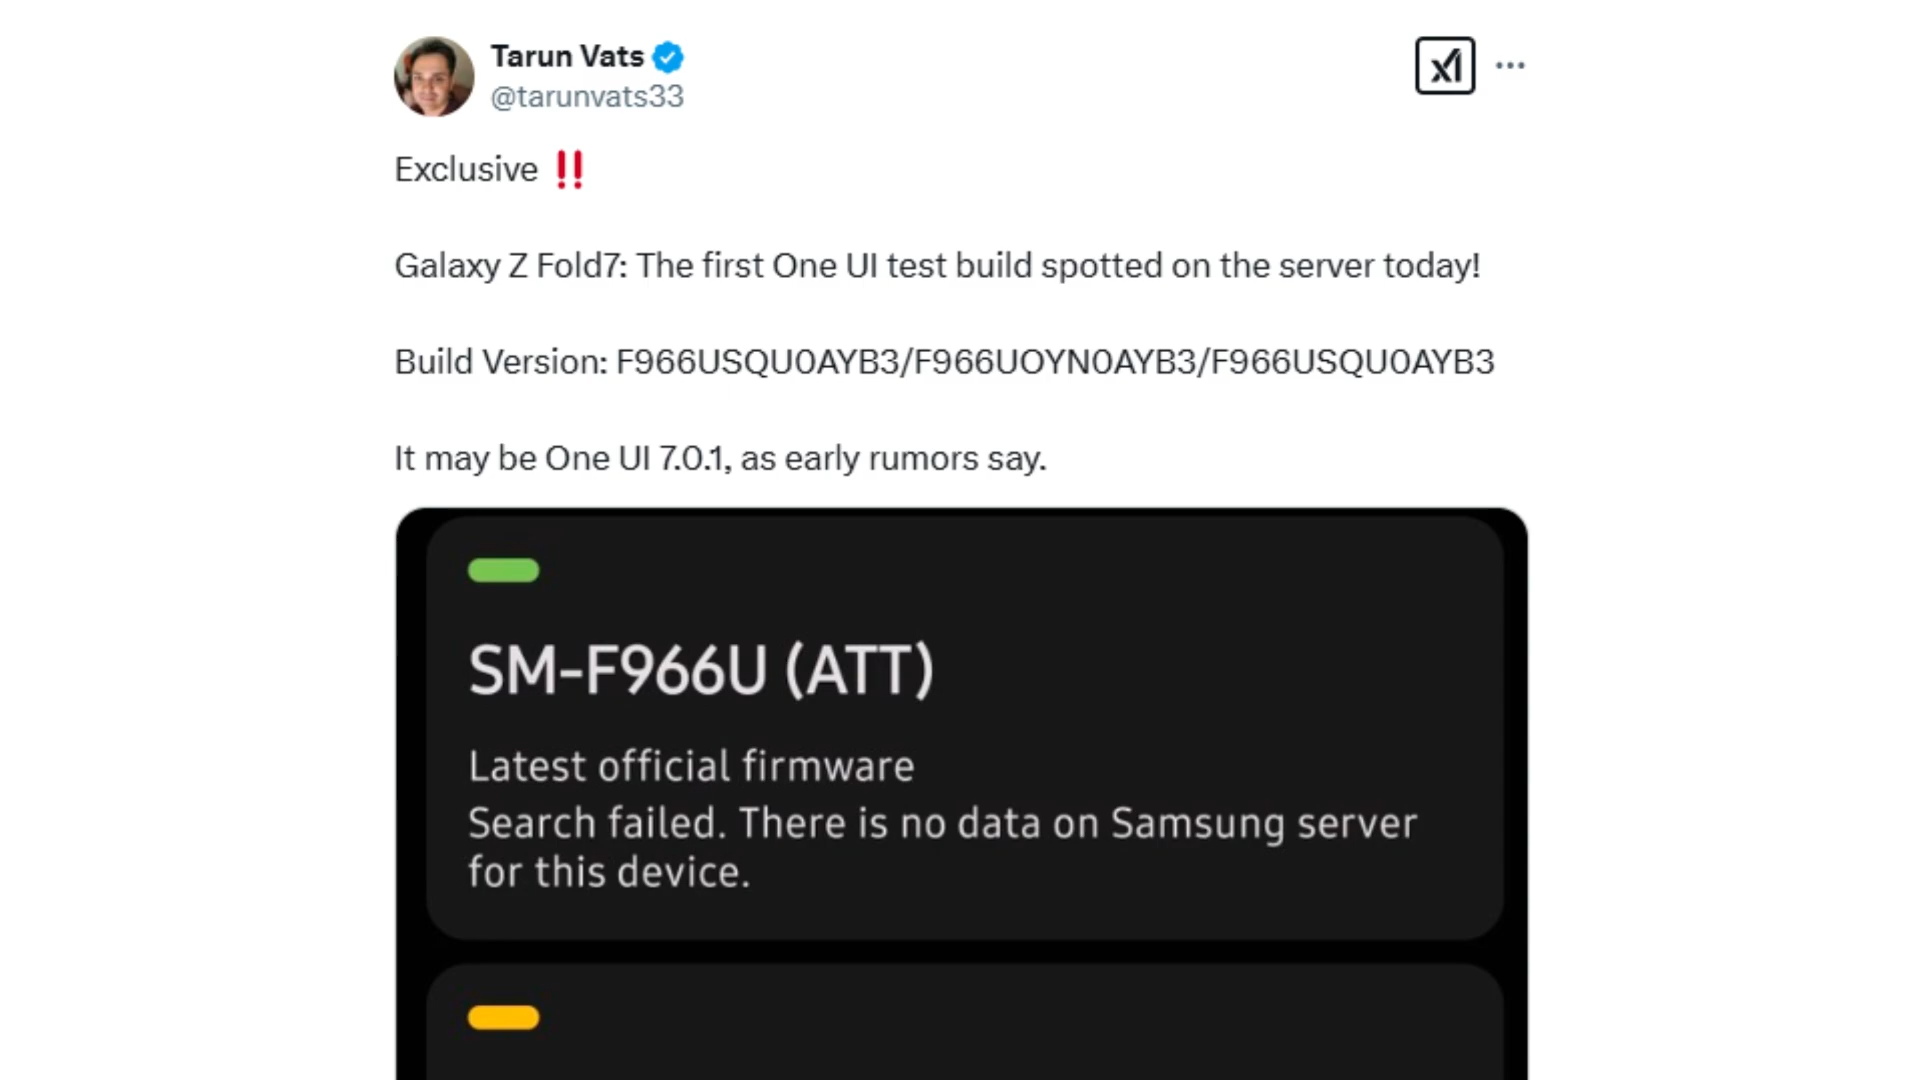 Tarun Vats
@tarunvats33
Exclusive ‼️
Galaxy Z Fold7: The first One UI test build spotted on the server today!
Build Version: F966USQU0AYB3/F966UOYN0AYB3/F966USQU0AYB3
It may be One UI 7.0.1, as early rumors say.
SM-F966U (ATT)
Latest official firmware
Search failed. There is no data on Samsung server
for this device.